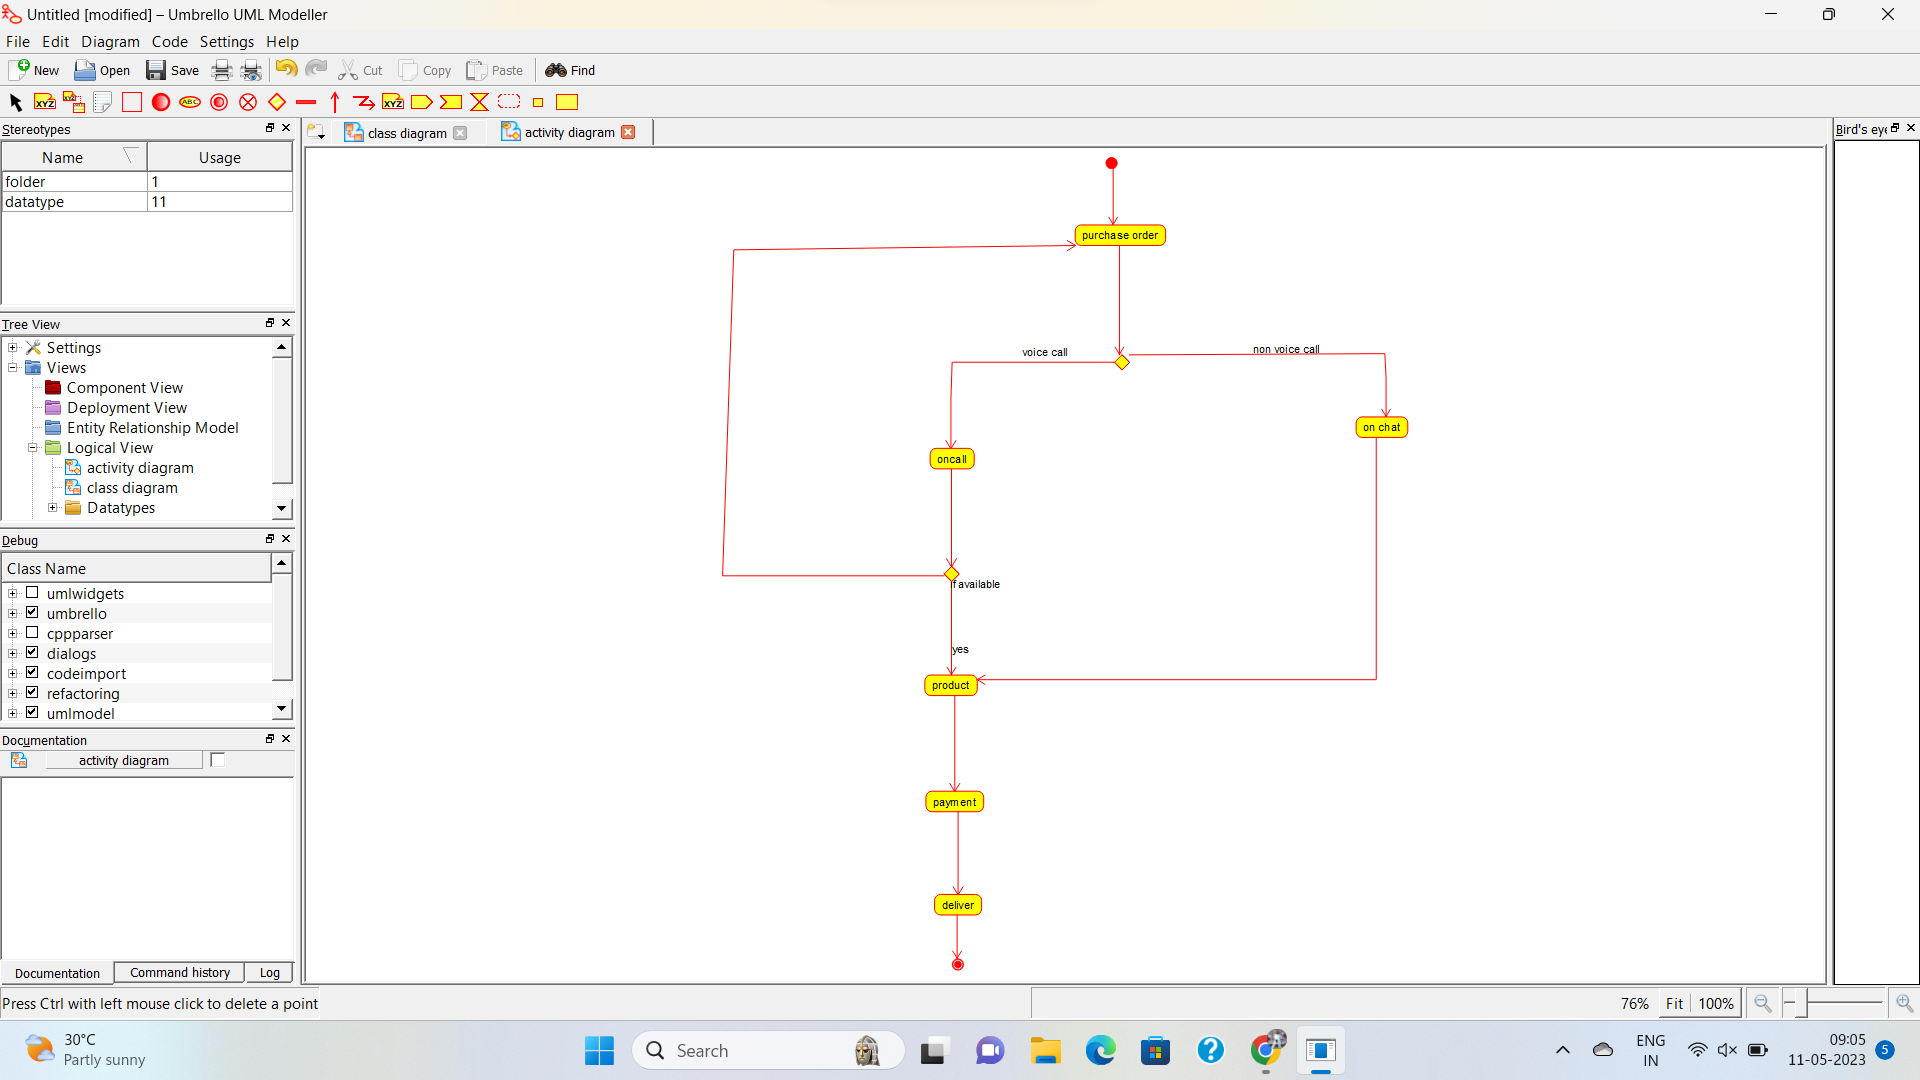 Untitled [modified] – Umbrello UML Modeller
File Edit Diagram Code Settings Help
New Open Save Cut Copy Paste Find
XYZ XYZ ABC XYZ
Stereotypes
Name Usage
folder 1
datatype 11
Tree View
Settings
Views
Component View
Deployment View
Entity Relationship Model
Logical View
activity diagram
class diagram
Datatypes
Debug
Class Name
umlwidgets
umbrello
cppparser
dialogs
codeimport
refactoring
umlmodel
Documentation
activity diagram
Documentation Command history Log
class diagram activity diagram
purchase order
voice call
non voice call
on chat
oncall
if available
yes
product
payment
deliver
Bird's eye
Press Ctrl with left mouse click to delete a point
76% Fit 100%
30°C
Partly sunny
Search
ENG
IN
09:05
11-05-2023
5